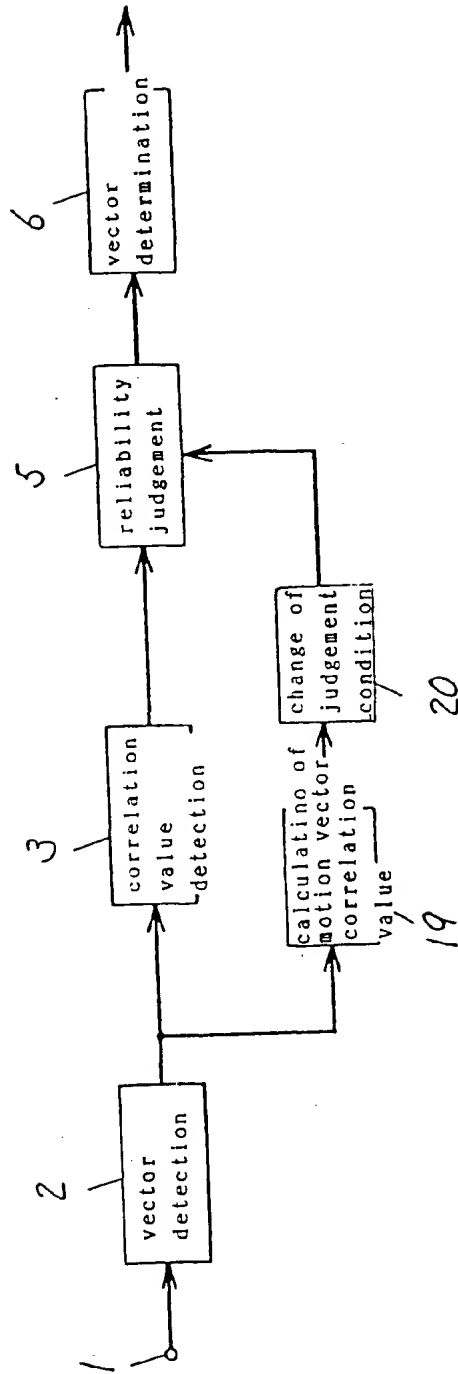 1
2
vector
detection
3
correlation
value
detection
5
reliability
judgement
6
vector
determination
calculatino of
motion vector
correlation
value
19
change of
judgement
condition
20